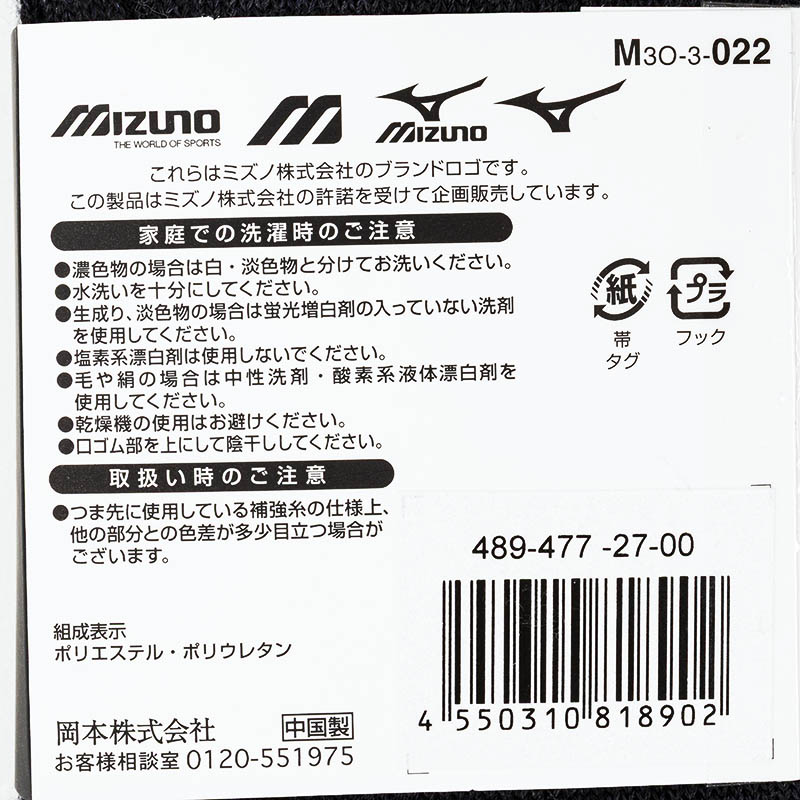 M3O-3-022
MIZUNO
THE WORLD OF SPORTS
MIZUNO
これらはミズノ株式会社のブランドロゴです。
この製品はミズノ株式会社の許諾を受けて企画販売しています。
家庭での洗濯時のご注意
●濃色物の場合は白・淡色物と分けてお洗いください。
●水洗いを十分にしてください。
●生成り、淡色物の場合は蛍光増白剤の入っていない洗剤
を使用してください。
●塩素系漂白剤は使用しないでください。
●毛や絹の場合は中性洗剤・酸素系液体漂白剤を
使用してください。
●乾燥機の使用はお避けください。
●口ゴム部を上にして陰干ししてください。
紙
帯
タグ
プラ
フック
取扱い時のご注意
●つま先に使用している補強糸の仕様上、
他の部分との色差が多少目立つ場合が
ございます。
組成表示
ポリエステル・ポリウレタン
岡本株式会社 中国製
お客様相談室 0120-551975
489-477 -27-00
4 550310 818902